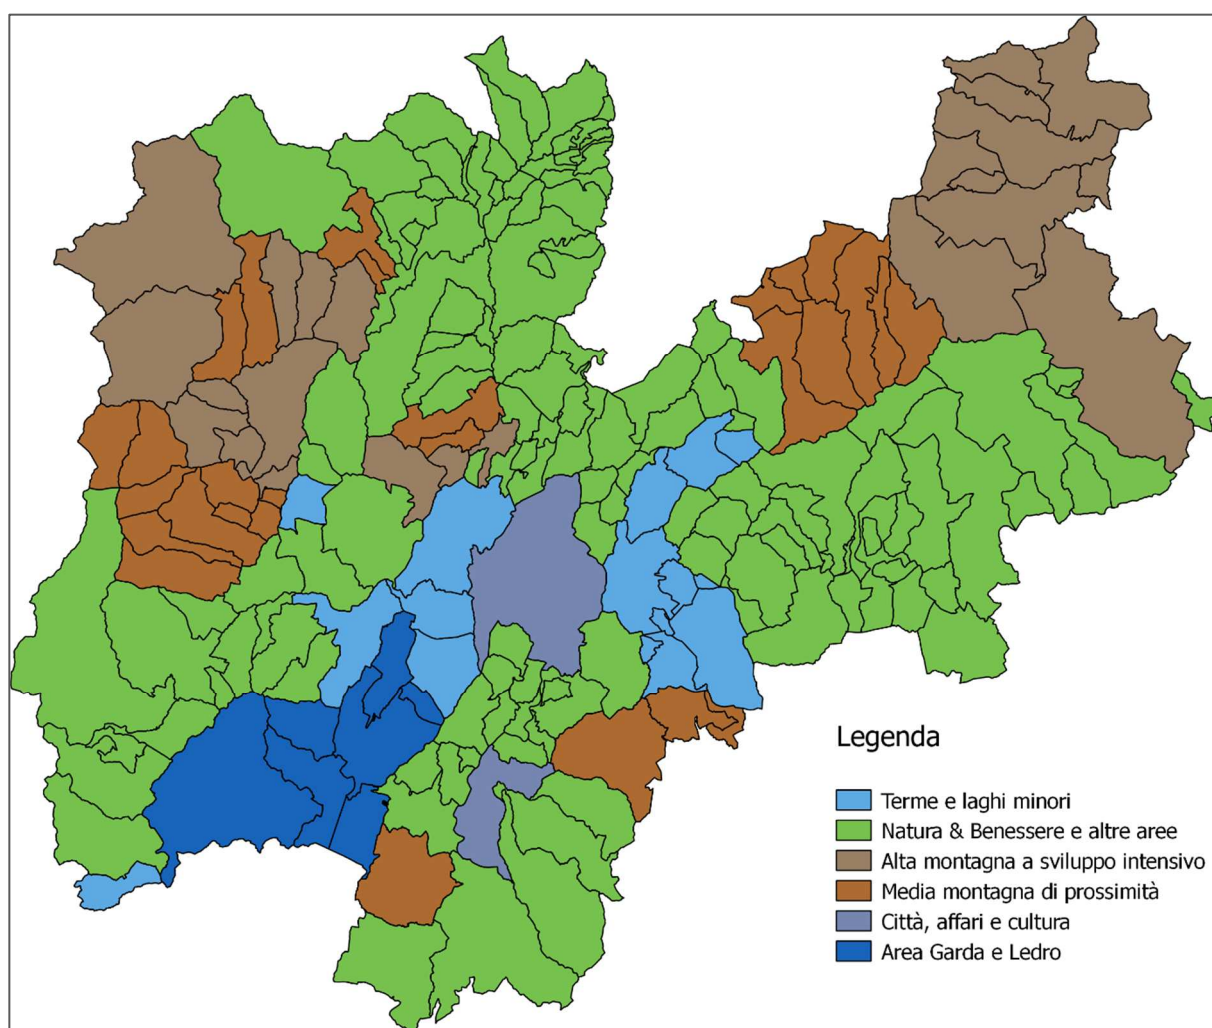 Legenda
Terme e laghi minori
Natura & Benessere e altre aree
Alta montagna a sviluppo intensivo
Media montagna di prossimità
Città, affari e cultura
Area Garda e Ledro